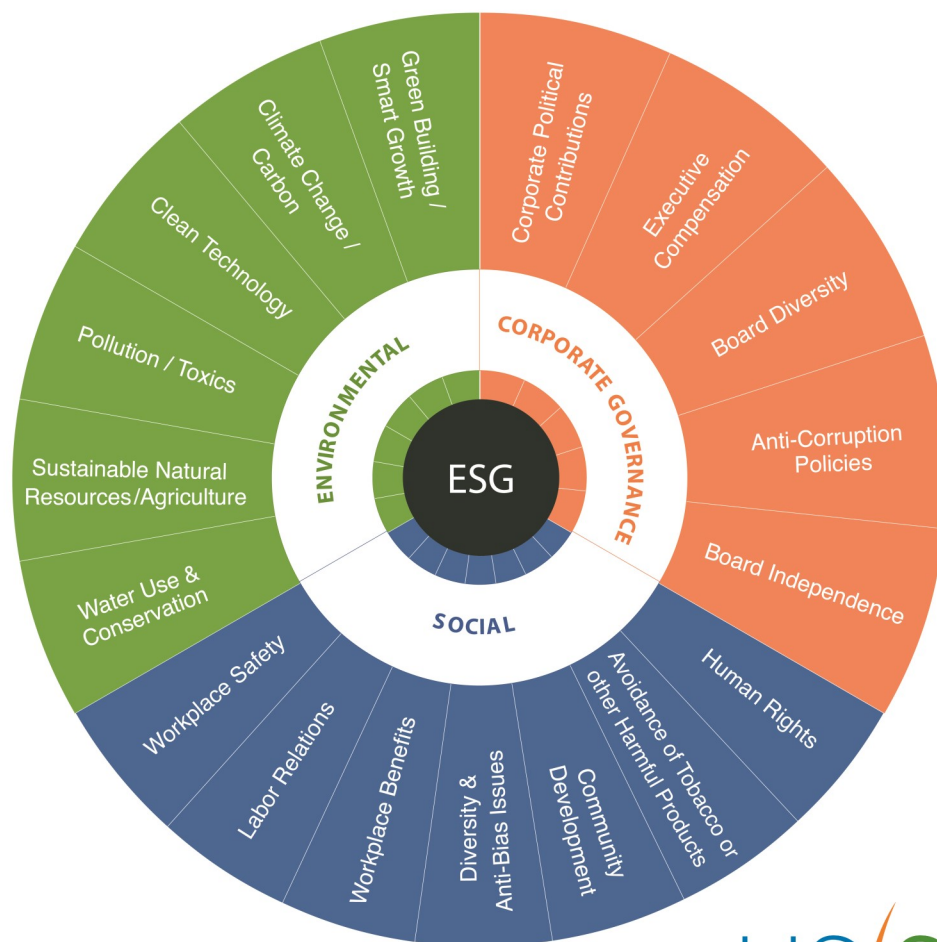 Green Building /
Smart Growth
Climate Change /
Carbon
Clean Technology
Pollution / Toxics
Sustainable Natural
Resources/Agriculture
Water Use &
Conservation
ENVIRONMENTAL
Corporate Political
Contributions
Executive
Compensation
Board Diversity
Anti-Corruption
Policies
Board Independence
CORPORATE GOVERNANCE
ESG
SOCIAL
Workplace Safety
Labor Relations
Workplace Benefits
Diversity &
Anti-Bias Issues
Community
Development
Avoidance of Tobacco or
other Harmful Products
Human Rights